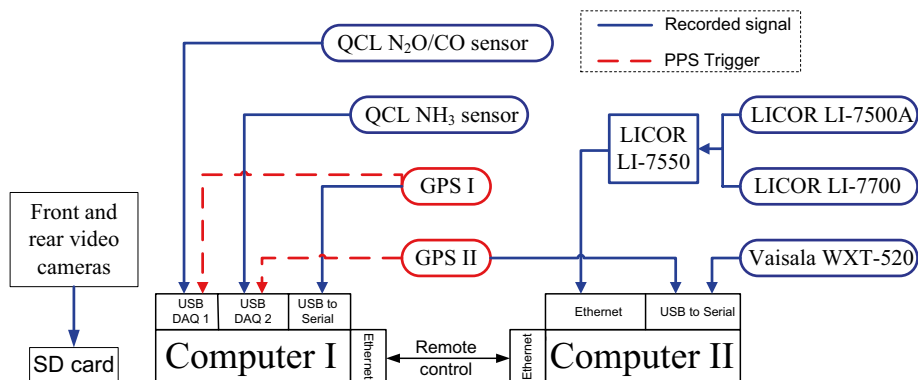 QCL N₂O/CO sensor
Recorded signal
PPS Trigger
QCL NH₃ sensor
LICOR
LI-7550
LICOR LI-7500A
GPS I
LICOR LI-7700
Front and
rear video
cameras
GPS II
Vaisala WXT-520
USB
DAQ 1
USB
DAQ 2
USB to
Serial
Ethernet
USB to Serial
Computer I
Ethernet
Remote
control
Ethernet
Computer II
SD card